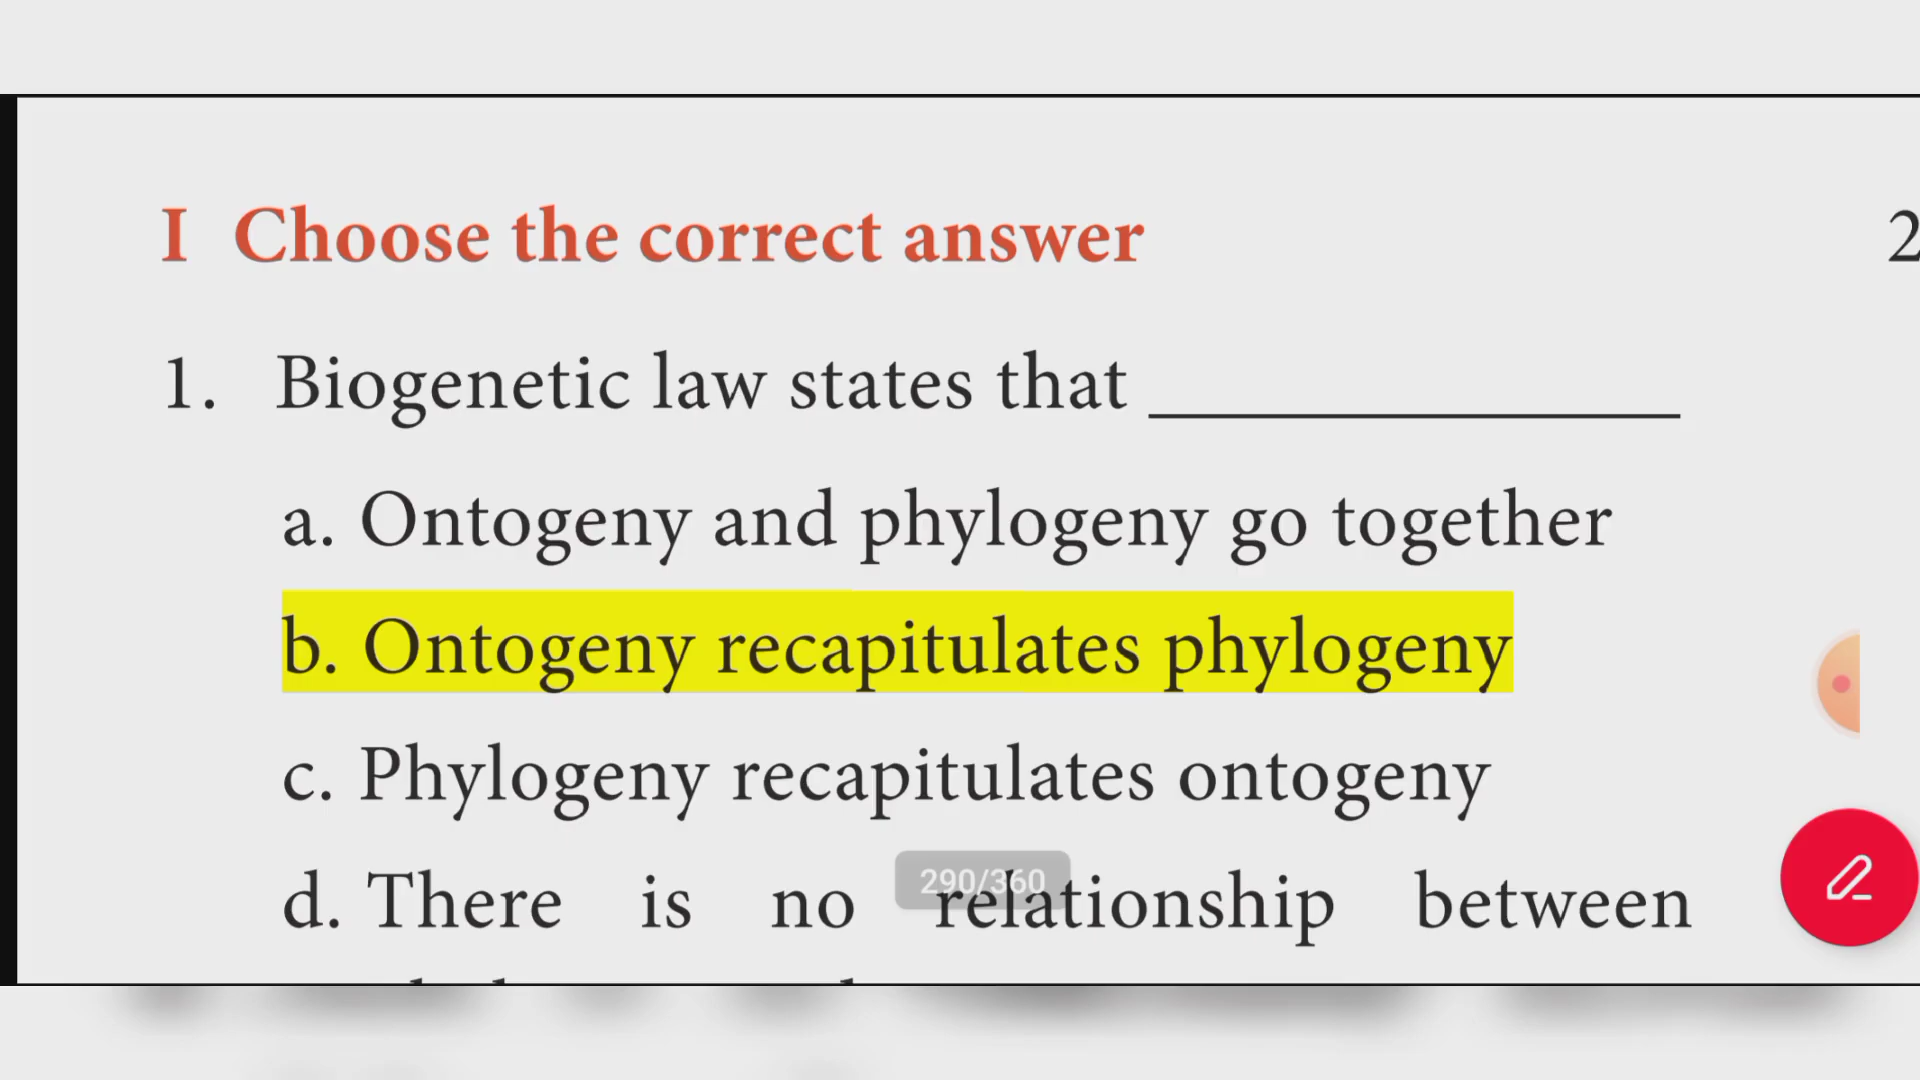 I Choose the correct answer
2
1. Biogenetic law states that
a. Ontogeny and phylogeny go together
b. Ontogeny recapitulates phylogeny
c. Phylogeny recapitulates ontogeny
290/360
d. There is no relationship between